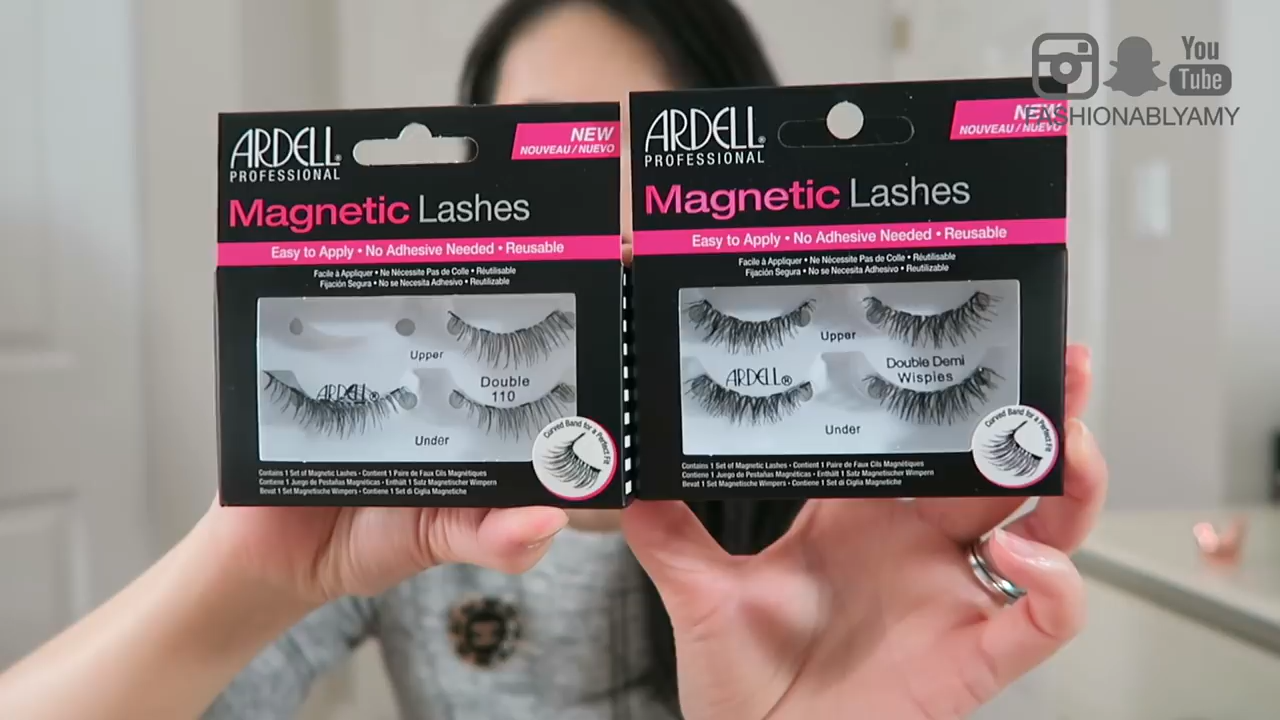 You
Tube
FASHIONABLYAMY
ARDELL®
PROFESSIONAL
NEW
NOUVEAU / NUEVO
Magnetic Lashes
Easy to Apply • No Adhesive Needed • Reusable
Facile à Appliquer • Ne Nécessite Pas de Colle • Réutilisable
Fijación Segura • No se Necesita Adhesivo • Reutilizable
Upper
Double
110
ARDELL®
Under
Curved Band for a Perfect Fit
Contains 1 Set of Magnetic Lashes • Contient 1 Paire de Faux Cils Magnétiques
Contiene 1 Juego de Pestañas Magnéticas • Enthält 1 Satz Magnetischer Wimpern
Bevat 1 Set Magnetische Wimpers • Contiene 1 Set di Ciglia Magnetiche
ARDELL®
PROFESSIONAL
NEW
NOUVEAU / NUEVO
Magnetic Lashes
Easy to Apply • No Adhesive Needed • Reusable
Facile à Appliquer • Ne Nécessite Pas de Colle • Réutilisable
Fijación Segura • No se Necesita Adhesivo • Reutilizable
Upper
Double Demi
Wispies
ARDELL®
Under
Curved Band for a Perfect Fit
Contains 1 Set of Magnetic Lashes • Contient 1 Paire de Faux Cils Magnétiques
Contiene 1 Juego de Pestañas Magnéticas • Enthält 1 Satz Magnetischer Wimpern
Bevat 1 Set Magnetische Wimpers • Contiene 1 Set di Ciglia Magnetiche